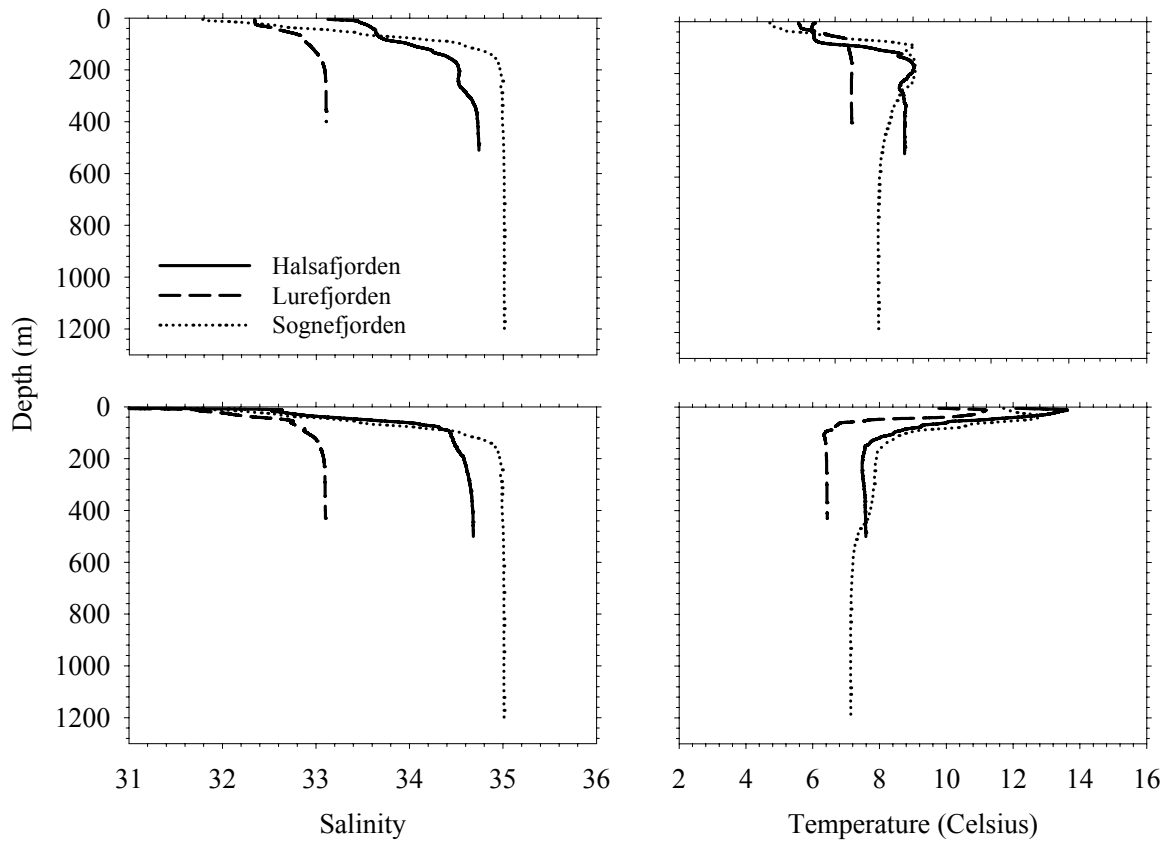 Depth (m)
0
200
400
600
800
1000
1200
Halsafjorden
Lurefjorden
Sognefjorden
0
200
400
600
800
1000
1200
31 32 33 34 35 36
Salinity
2 4 6 8 10 12 14 16
Temperature (Celsius)